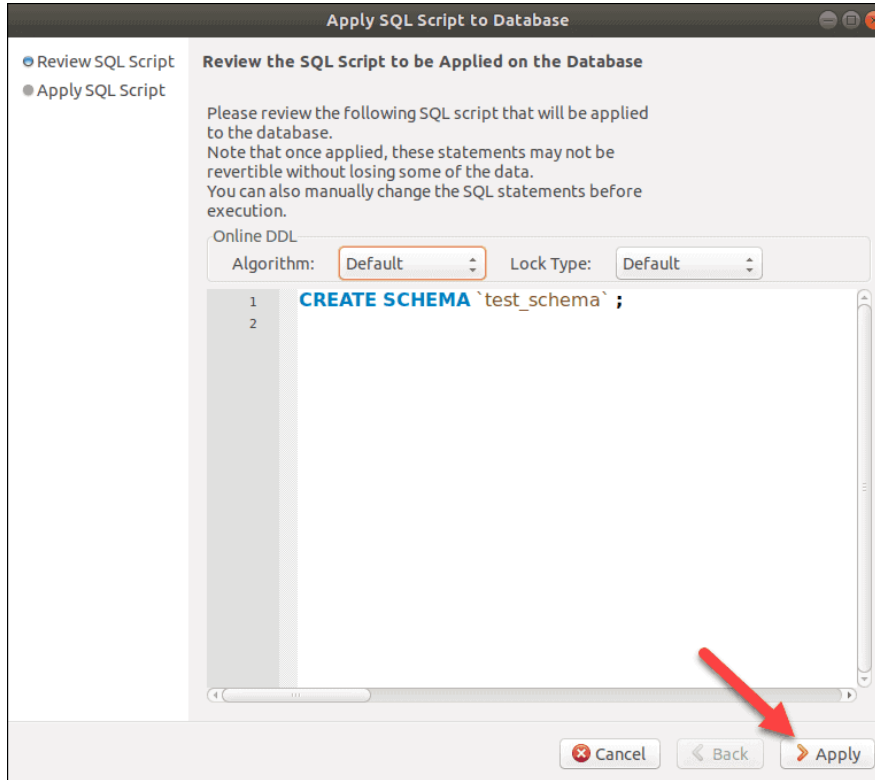 Apply SQL Script to Database
Review SQL Script
Apply SQL Script
Review the SQL Script to be Applied on the Database
Please review the following SQL script that will be applied
to the database.
Note that once applied, these statements may not be
revertible without losing some of the data.
You can also manually change the SQL statements before
execution.
Online DDL
Algorithm: Default Lock Type: Default
1 CREATE SCHEMA `test_schema` ;
2
Cancel Back Apply